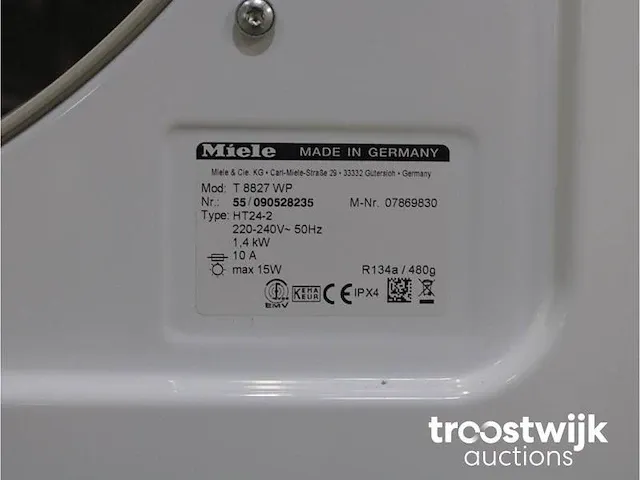 Miele MADE IN GERMANY
Miele & Cie. KG • Carl-Miele-Straße 29 • 33332 Gütersloh • Germany
Mod: T 8827 WP
Nr.: 55/090528235 M-Nr. 07869830
Type: HT24-2
220-240V~ 50Hz
1,4 kW
10 A
max 15W R134a / 480g
EMV KEMA KEUR CE IPX4
troostwijk
auctions